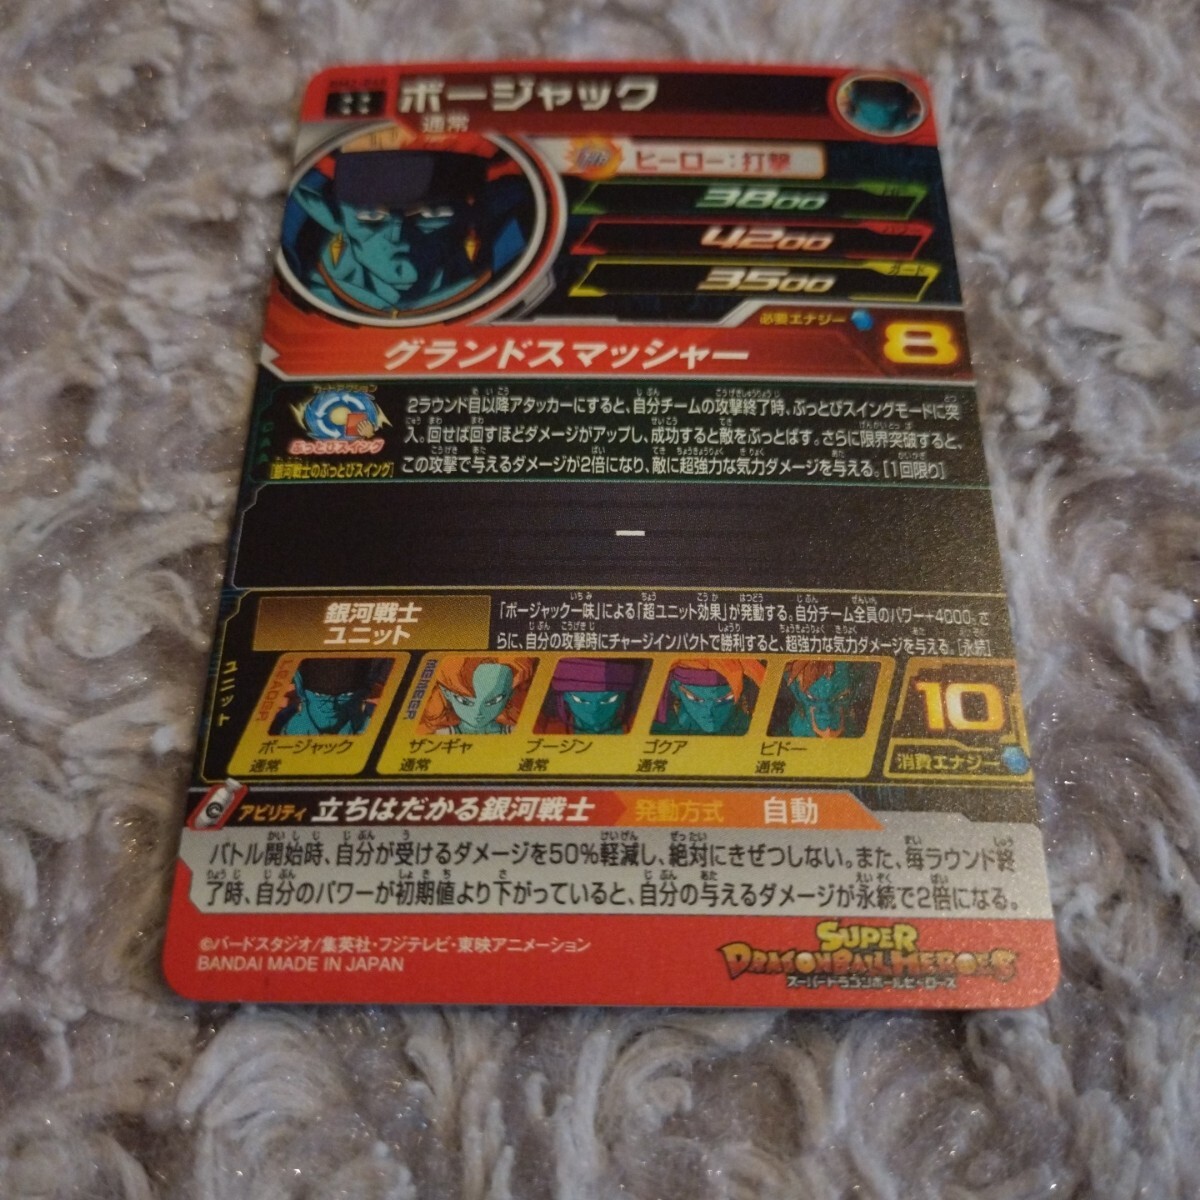 ボージャック
通常
ヒーロー：打撃
3800
4200
パワー
3500
ガード
必要エナジー
8
グランドスマッシャー
カードアクション
ぶっとびスイング
[銀河戦士のぶっとびスイング]
2ラウンド目以降アタッカーにすると、自分チームの攻撃終了時、ぶっとびスイングモードに突
入。回せば回すほどダメージがアップし、成功すると敵をぶっとばす。さらに限界突破すると、
この攻撃で与えるダメージが2倍になり、敵に超強力な気力ダメージを与える。[1回限り]
ー
ユニット
銀河戦士
ユニット
「ボージャック一味」による「超ユニット効果」が発動する。自分チーム全員のパワー+4000。さ
らに、自分の攻撃時にチャージインパクトで勝利すると、超強力な気力ダメージを与える。[永続]
LEADER
ボージャック
通常
MEMBER
ザンギャ
通常
ブージン
通常
ゴクア
通常
ビドー
通常
10
消費エナジー
アビリティ 立ちはだかる銀河戦士 発動方式 自動
バトル開始時、自分が受けるダメージを50%軽減し、絶対にきぜつしない。また、毎ラウンド終
了時、自分のパワーが初期値より下がっていると、自分の与えるダメージが永続で2倍になる。
©バードスタジオ/集英社・フジテレビ・東映アニメーション
BANDAI MADE IN JAPAN
SUPER
DRAGONBALL HEROES
スーパードラゴンボールヒーローズ